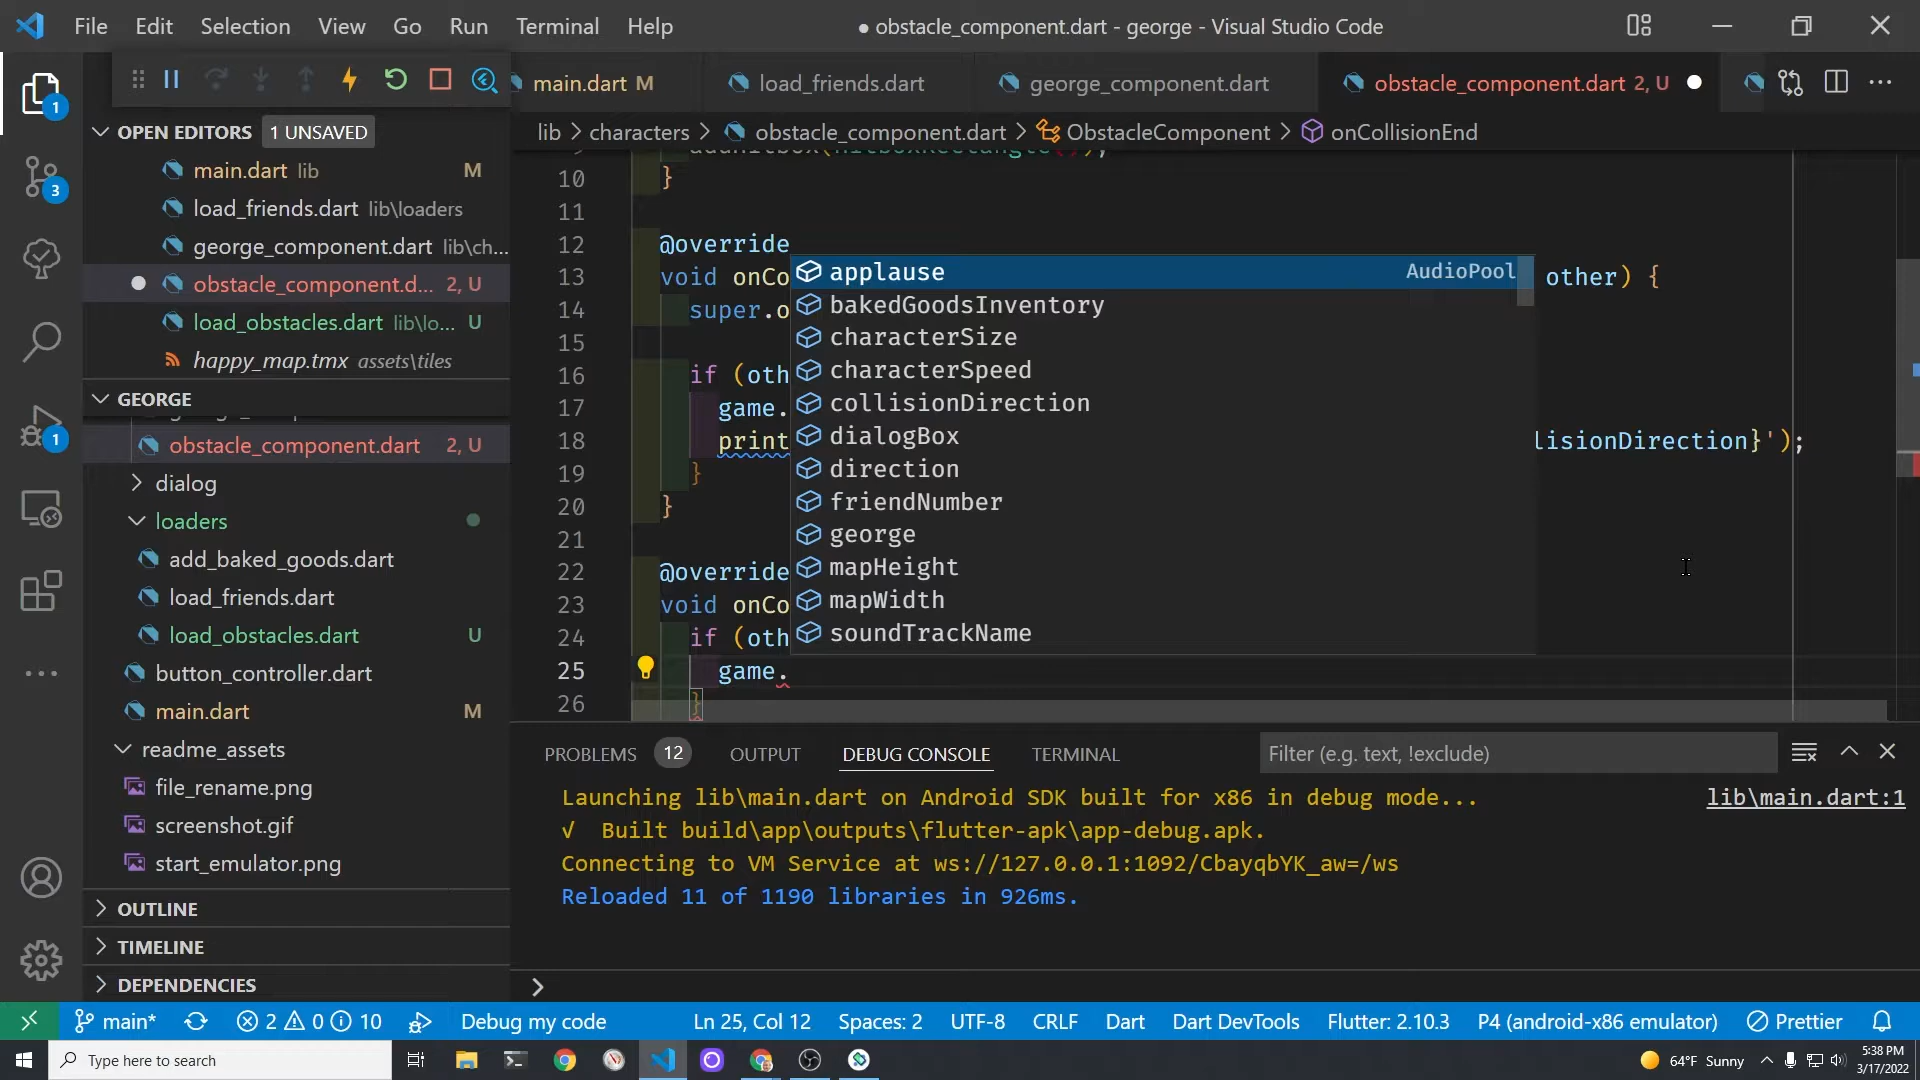 File Edit Selection View Go Run Terminal Help
● obstacle_component.dart - george - Visual Studio Code
main.dart M
load_friends.dart
george_component.dart
obstacle_component.dart 2, U
lib > characters > obstacle_component.dart > ObstacleComponent > onCollisionEnd
1
3
1
OPEN EDITORS 1 UNSAVED
main.dart lib M
load_friends.dart lib\loaders
george_component.dart lib\ch...
obstacle_component.d... 2, U
load_obstacles.dart lib\lo... U
happy_map.tmx assets\tiles
GEORGE
obstacle_component.dart 2, U
dialog
loaders
add_baked_goods.dart
load_friends.dart
load_obstacles.dart U
button_controller.dart
main.dart M
readme_assets
file_rename.png
screenshot.gif
start_emulator.png
OUTLINE
TIMELINE
DEPENDENCIES
addHitbox(HitboxRectangle());
10 }
11
12 @override
13 void onCo other) {
14 super.o
15
16 if (oth
17 game.
18 print lisionDirection}');
19 }
20 }
21
22 @override
23 void onCo
24 if (oth
25 game.
26 }
applause AudioPool
bakedGoodsInventory
characterSize
characterSpeed
collisionDirection
dialogBox
direction
friendNumber
george
mapHeight
mapWidth
soundTrackName
PROBLEMS 12 OUTPUT DEBUG CONSOLE TERMINAL
Filter (e.g. text, !exclude)
Launching lib\main.dart on Android SDK built for x86 in debug mode... lib\main.dart:1
√ Built build\app\outputs\flutter-apk\app-debug.apk.
Connecting to VM Service at ws://127.0.0.1:1092/CbayqbYK_aw=/ws
Reloaded 11 of 1190 libraries in 926ms.
main* 2 0 10 Debug my code Ln 25, Col 12 Spaces: 2 UTF-8 CRLF Dart Dart DevTools Flutter: 2.10.3 P4 (android-x86 emulator) Prettier
Type here to search
64°F Sunny
5:38 PM
3/17/2022